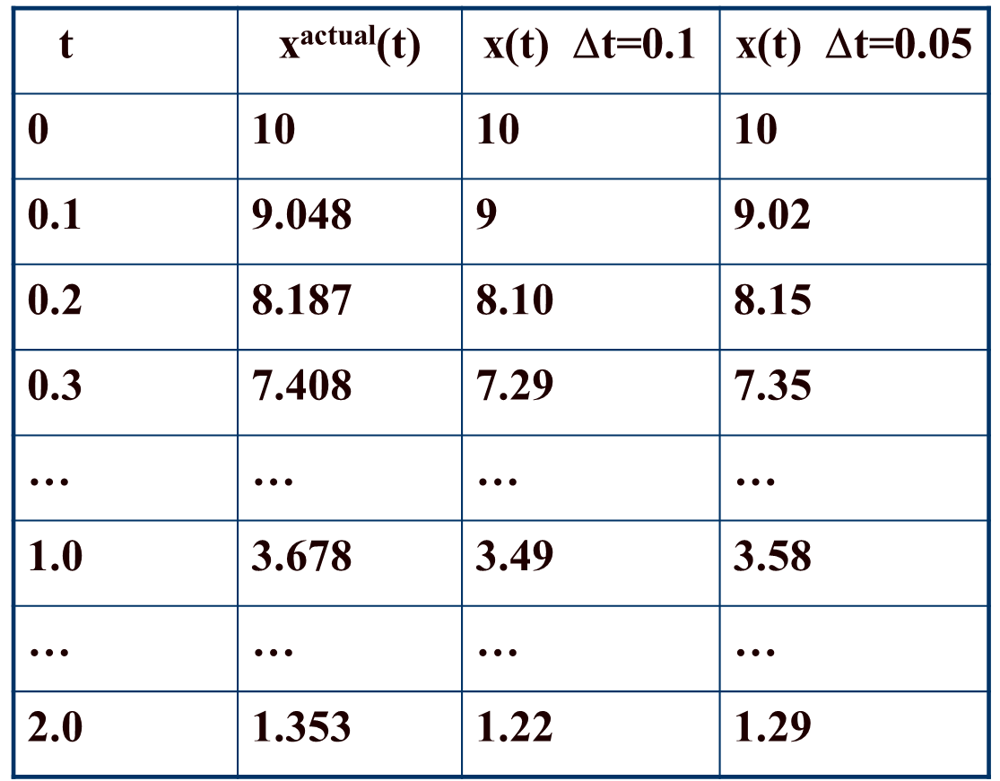 t xᵃᶜᵗᵘᵃˡ(t) x(t) Δt=0.1 x(t) Δt=0.05
0 10 10 10
0.1 9.048 9 9.02
0.2 8.187 8.10 8.15
0.3 7.408 7.29 7.35
… … … …
1.0 3.678 3.49 3.58
… … … …
2.0 1.353 1.22 1.29